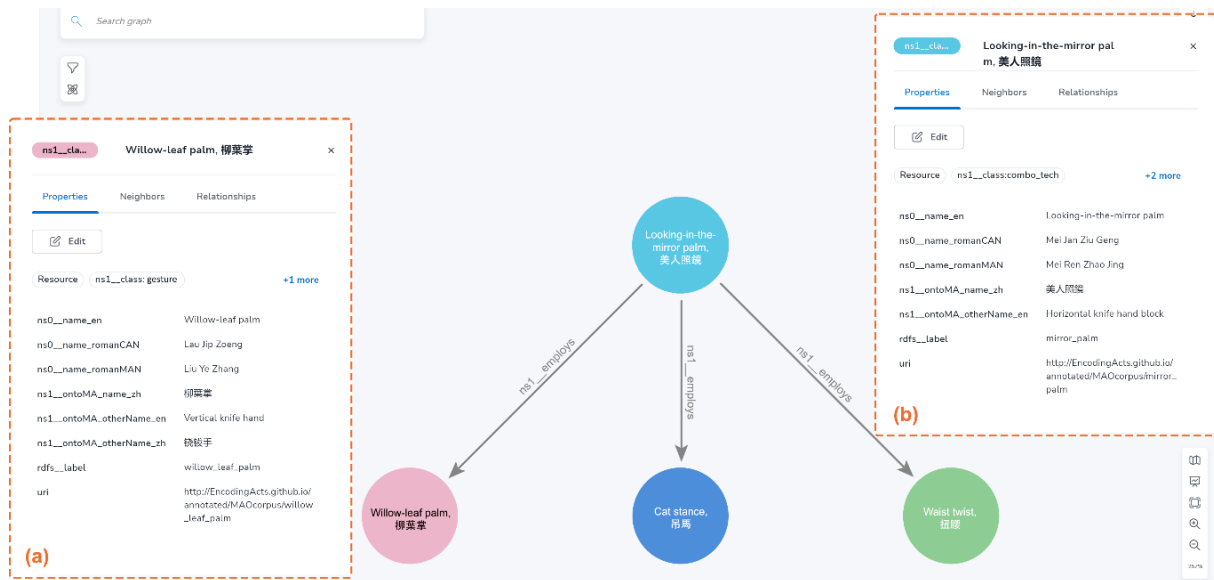 Search graph
ns1__cla...
Willow-leaf palm, 柳葉掌
×
Properties
Neighbors
Relationships
Edit
Resource
ns1__class: gesture
+1 more
ns0__name_en
Willow-leaf palm
ns0__name_romanCAN
Lau Jip Zoeng
ns0__name_romanMAN
Liu Ye Zhang
ns1__ontoMA_name_zh
柳葉掌
ns1__ontoMA_otherName_en
Vertical knife hand
ns1__ontoMA_otherName_zh
铙钹手
rdfs__label
willow_leaf_palm
uri
http://EncodingActs.github.io/
annotated/MAOcorpus/willow
_leaf_palm
(a)
Looking-in-the-
mirror palm,
美人照鏡
ns1__employs
ns1__employs
ns1__employs
Willow-leaf palm,
柳葉掌
Cat stance,
吊馬
Waist twist,
扭腰
ns1__cla...
Looking-in-the-mirror pal
m, 美人照鏡
×
Properties
Neighbors
Relationships
Edit
Resource
ns1__class:combo_tech
+2 more
ns0__name_en
Looking-in-the-mirror palm
ns0__name_romanCAN
Mei Jan Ziu Geng
ns0__name_romanMAN
Mei Ren Zhao Jing
ns1__ontoMA_name_zh
美人照鏡
ns1__ontoMA_otherName_en
Horizontal knife hand block
rdfs__label
mirror_palm
uri
http://EncodingActs.github.io/
annotated/MAOcorpus/mirror_
palm
(b)